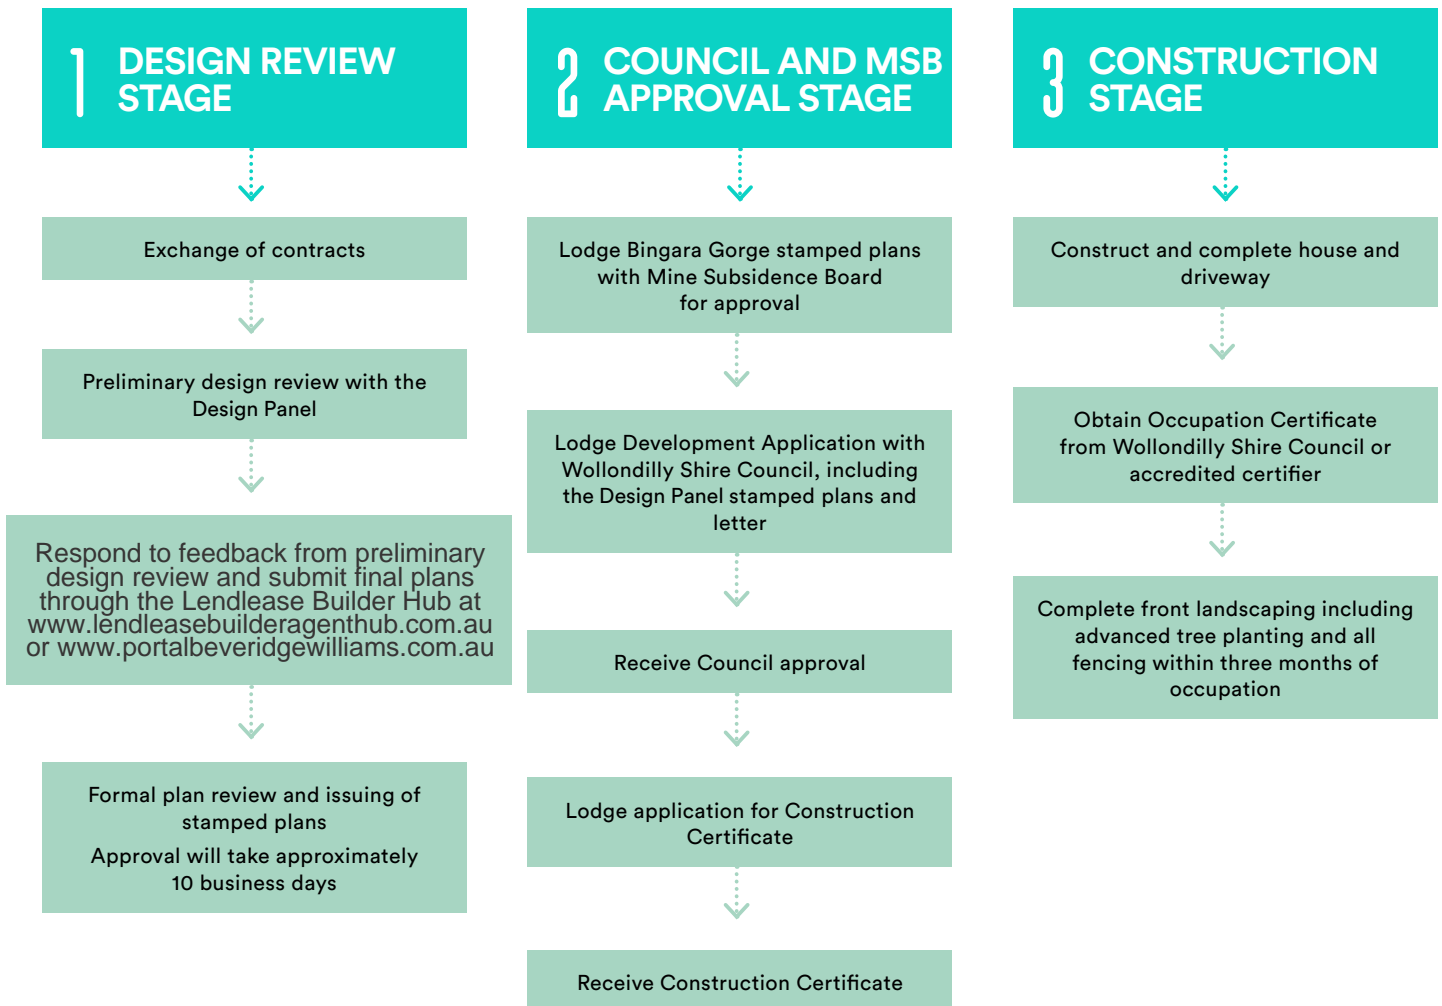 1 DESIGN REVIEW
STAGE
Exchange of contracts
Preliminary design review with the
Design Panel
Respond to feedback from preliminary
design review and submit final plans
through the Lendlease Builder Hub at
www.lendleasebuilderagenthub.com.au
or www.portalbeveridgewilliams.com.au
Formal plan review and issuing of
stamped plans
Approval will take approximately
10 business days
2 COUNCIL AND MSB
APPROVAL STAGE
Lodge Bingara Gorge stamped plans
with Mine Subsidence Board
for approval
Lodge Development Application with
Wollondilly Shire Council, including
the Design Panel stamped plans and
letter
Receive Council approval
Lodge application for Construction
Certificate
Receive Construction Certificate
3 CONSTRUCTION
STAGE
Construct and complete house and
driveway
Obtain Occupation Certificate
from Wollondilly Shire Council or
accredited certifier
Complete front landscaping including
advanced tree planting and all
fencing within three months of
occupation